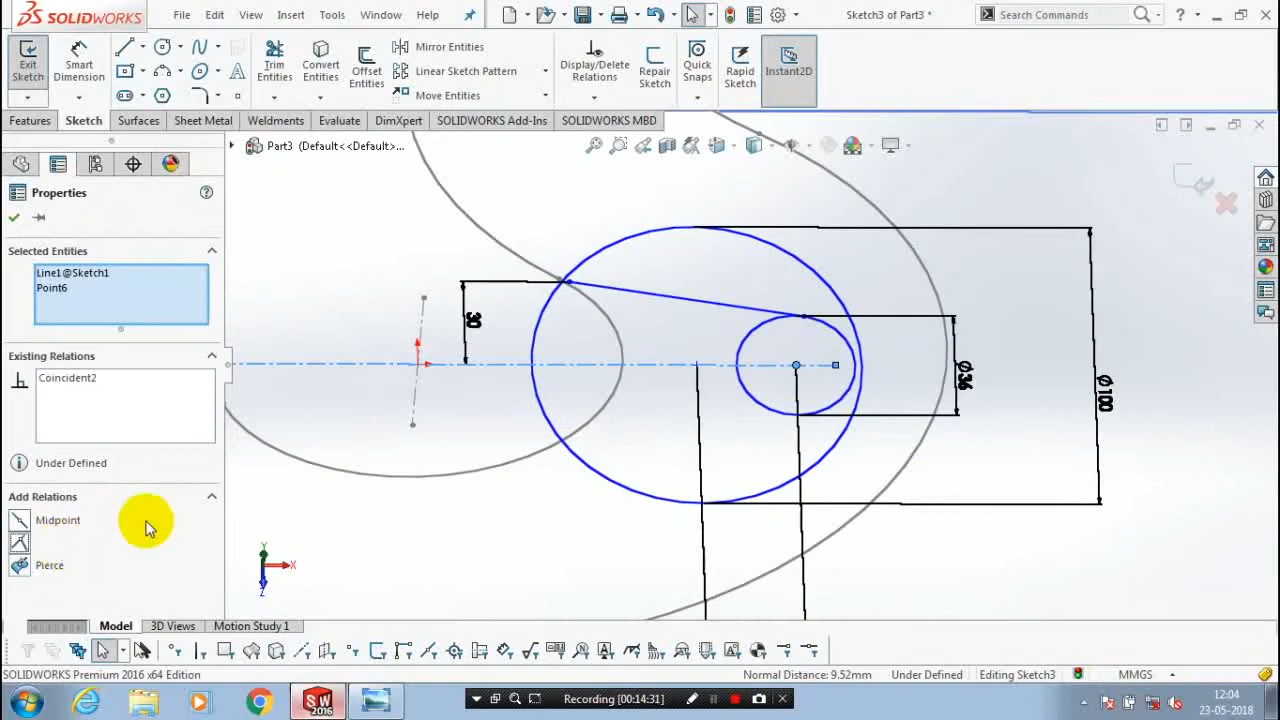 SOLIDWORKS
File Edit View Insert Tools Window Help
Sketch3 of Part3 *
Search Commands
Exit Sketch
Smart Dimension
Trim Entities
Convert Entities
Offset Entities
Mirror Entities
Linear Sketch Pattern
Move Entities
Display/Delete Relations
Repair Sketch
Quick Snaps
Rapid Sketch
Instant2D
Features Sketch Surfaces Sheet Metal Weldments Evaluate DimXpert SOLIDWORKS Add-Ins SOLIDWORKS MBD
Part3 (Default<<Default>...
Properties
Selected Entities
Line1@Sketch1
Point6
Existing Relations
Coincident2
Under Defined
Add Relations
Midpoint
Pierce
30
Ø36
Ø100
Y
X
Z
Model 3D Views Motion Study 1
SOLIDWORKS Premium 2016 x64 Edition
Normal Distance: 9.52mm Under Defined Editing Sketch3 MMGS
SW 2016
Recording [00:14:31]
12:04
23-05-2018